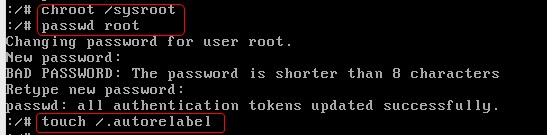 :/# chroot /sysroot
:/# passwd root
Changing password for user root.
New password:
BAD PASSWORD: The password is shorter than 8 characters
Retype new password:
passwd: all authentication tokens updated successfully.
:/# touch /.autorelabel
:/#